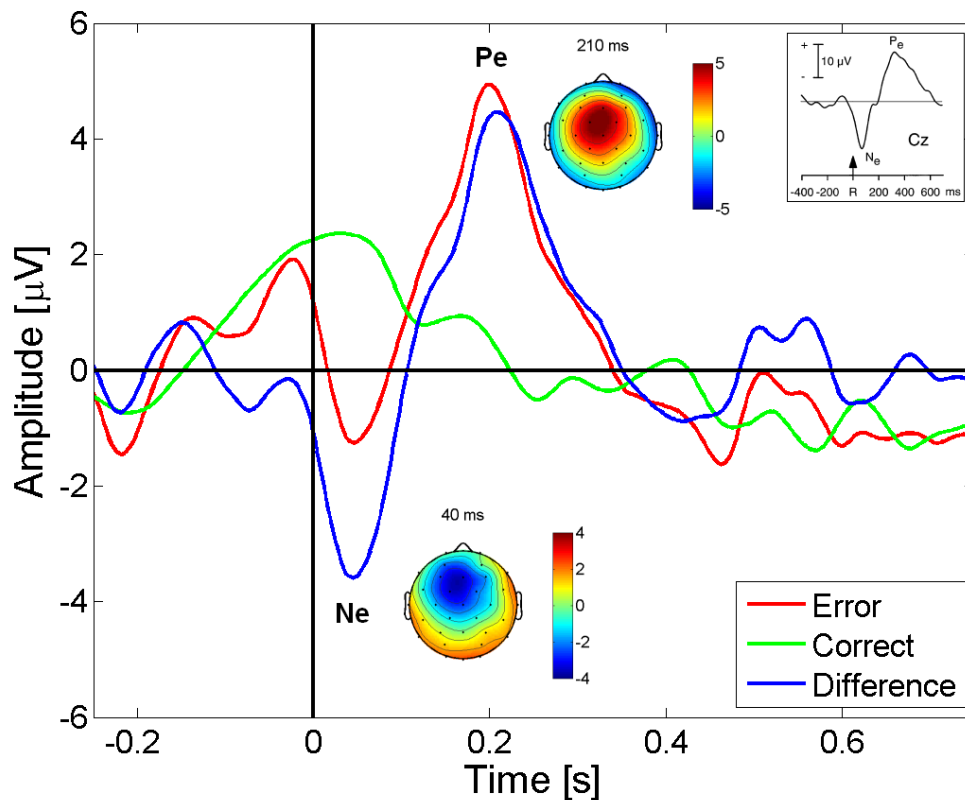 6
4
2
0
-2
-4
-6
Amplitude [μV]
-0.2 0 0.2 0.4 0.6
Time [s]
Pe
Ne
210 ms
5
0
-5
40 ms
4
2
0
-2
-4
+
10 μV
-
Pe
Ne
Cz
-400 -200 R 200 400 600 ms
Error
Correct
Difference